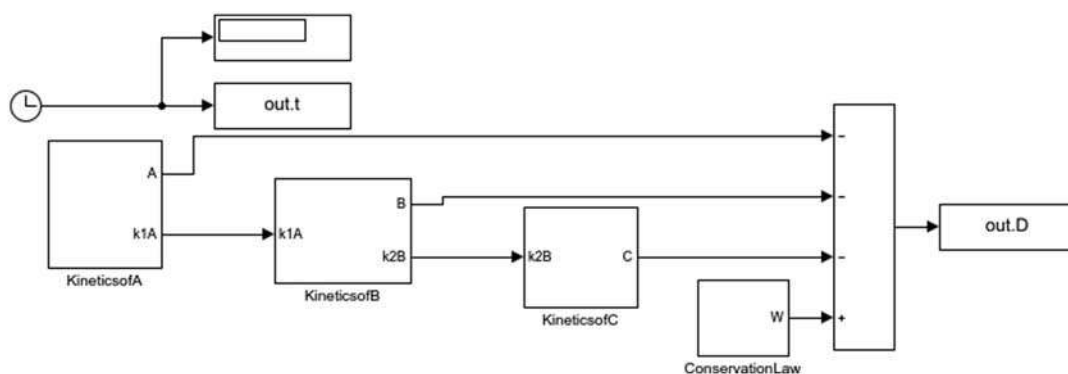 out.t
A
k1A
KineticsofA
k1A
B
k2B
KineticsofB
k2B
C
KineticsofC
W
ConservationLaw
−
−
−
+
out.D